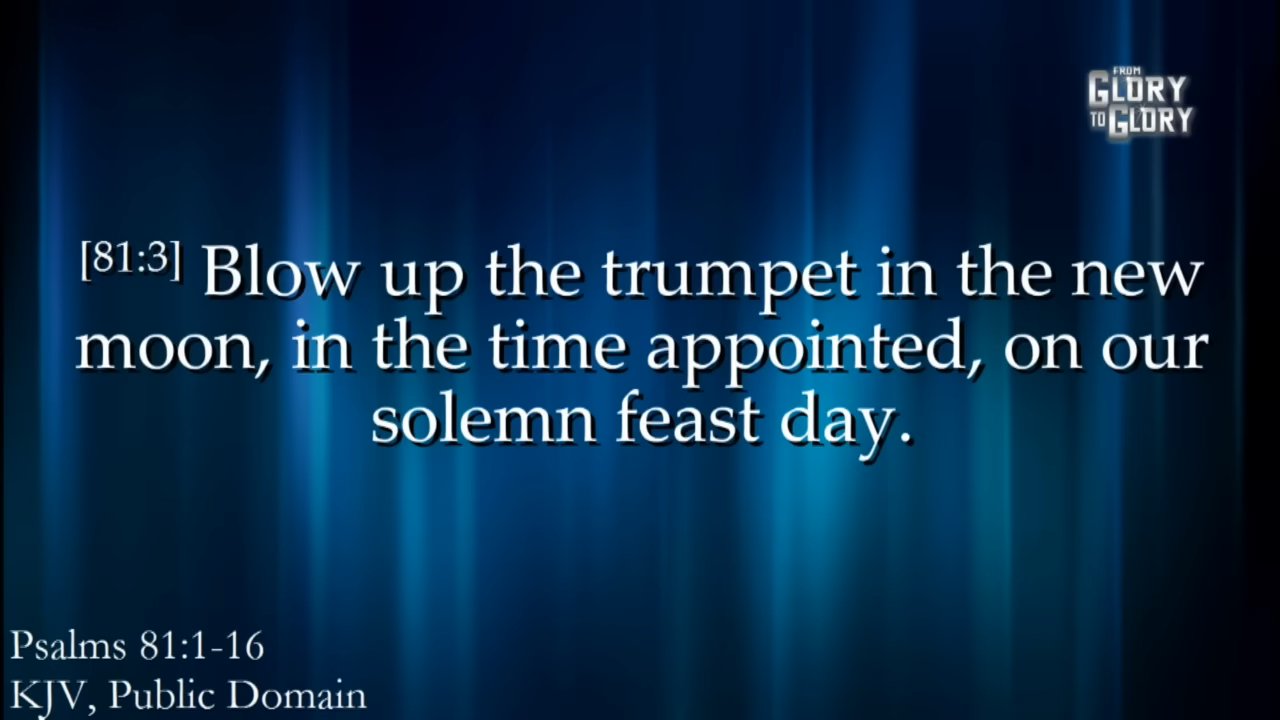 FROM
GLORY
TO GLORY
[81:3] Blow up the trumpet in the new
moon, in the time appointed, on our
solemn feast day.
Psalms 81:1-16
KJV, Public Domain